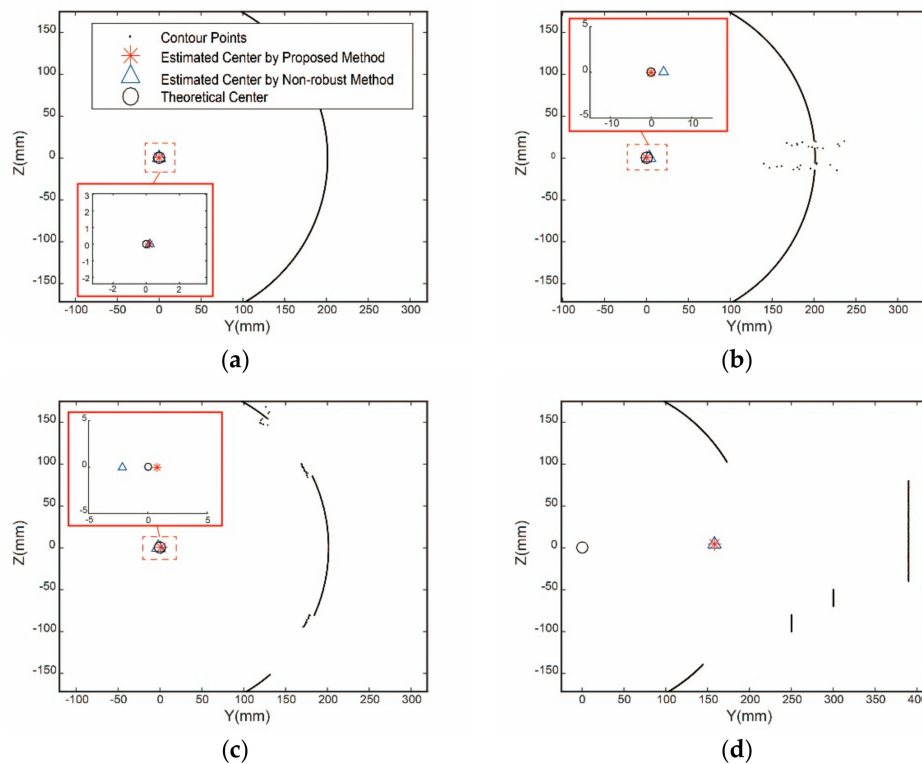 150
100
50
0
-50
-100
-150
Z(mm)
Contour Points
Estimated Center by Proposed Method
Estimated Center by Non-robust Method
Theoretical Center
3
2
1
0
-1
-2
-2 0 2
-100 -50 0 50 100 150 200 250 300
Y(mm)
(a)
150
100
50
0
-50
-100
-150
Z(mm)
5
0
-5
-10 0 10
-100 -50 0 50 100 150 200 250 300
Y(mm)
(b)
150
100
50
0
-50
-100
-150
Z(mm)
5
0
-5
-5 0 5
-100 -50 0 50 100 150 200 250 300
Y(mm)
(c)
150
100
50
0
-50
-100
-150
Z(mm)
0 50 100 150 200 250 300 350 400
Y(mm)
(d)